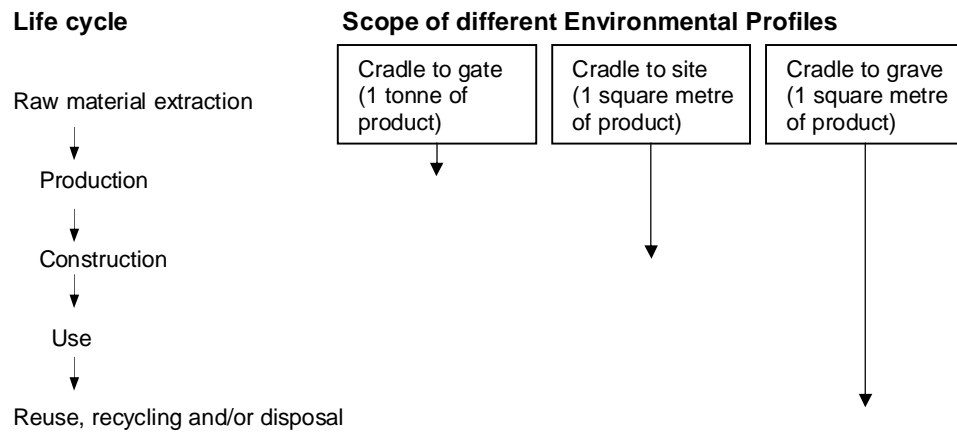 Life cycle
Scope of different Environmental Profiles
Cradle to gate
(1 tonne of
product)
Cradle to site
(1 square metre
of product)
Cradle to grave
(1 square metre
of product)
Raw material extraction
Production
Construction
Use
Reuse, recycling and/or disposal